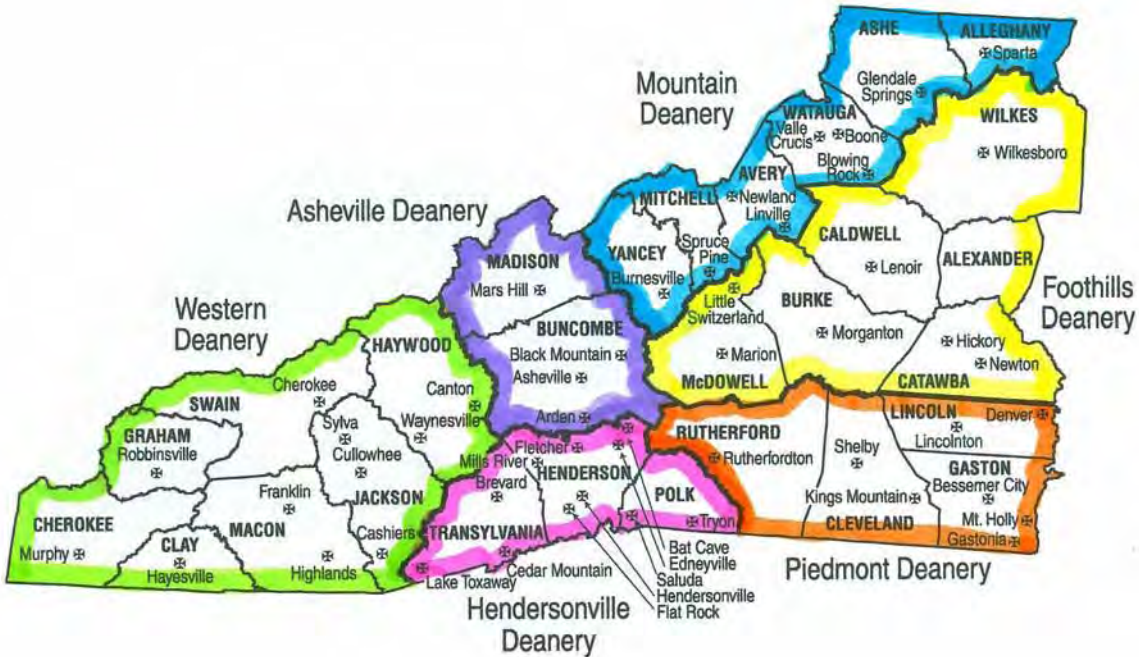 ASHE
ALLEGHANY
Sparta
Glendale
Springs
Mountain
Deanery
WATAUGA
Valle
Crucis
Boone
Blowing
Rock
WILKES
Wilkesboro
AVERY
Newland
Linville
MITCHELL
Spruce
Pine
YANCEY
Burnesville
Asheville Deanery
MADISON
Mars Hill
BUNCOMBE
Black Mountain
Asheville
Arden
CALDWELL
Lenoir
ALEXANDER
Foothills
Deanery
BURKE
Morganton
Little
Switzerland
Marion
McDOWELL
Hickory
Newton
CATAWBA
Western
Deanery
HAYWOOD
Canton
Waynesville
Cherokee
SWAIN
Sylva
Cullowhee
GRAHAM
Robbinsville
Franklin
JACKSON
Cashiers
CHEROKEE
Murphy
CLAY
Hayesville
MACON
Highlands
Fletcher
Mills River
HENDERSON
Brevard
TRANSYLVANIA
Lake Toxaway
Cedar Mountain
POLK
Tryon
Bat Cave
Edneyville
Saluda
Hendersonville
Flat Rock
Hendersonville
Deanery
RUTHERFORD
Rutherfordton
Shelby
Kings Mountain
CLEVELAND
LINCOLN
Denver
Lincolnton
GASTON
Bessemer City
Mt. Holly
Gastonia
Piedmont Deanery